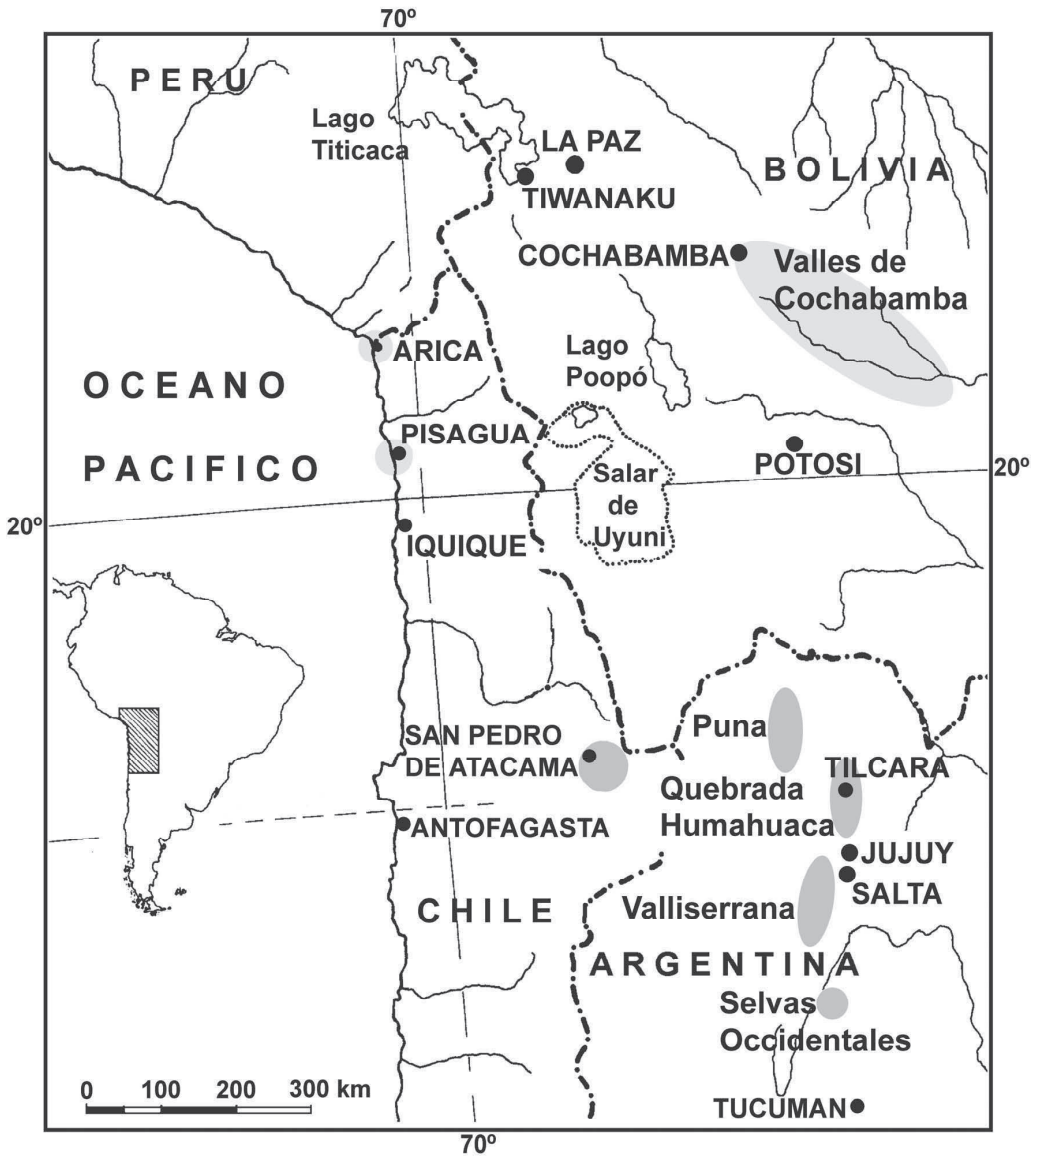 70º
PERU
Lago
Titicaca
LA PAZ
BOLIVIA
TIWANAKU
COCHABAMBA
Valles de
Cochabamba
ARICA
Lago
Poopó
OCEANO
PACIFICO
PISAGUA
POTOSI
20º
Salar
de
Uyuni
20º
IQUIQUE
Puna
SAN PEDRO
DE ATACAMA
TILCARA
Quebrada
Humahuaca
ANTOFAGASTA
JUJUY
SALTA
CHILE
Valliserrana
ARGENTINA
Selvas
Occidentales
0 100 200 300 km
TUCUMAN
70º